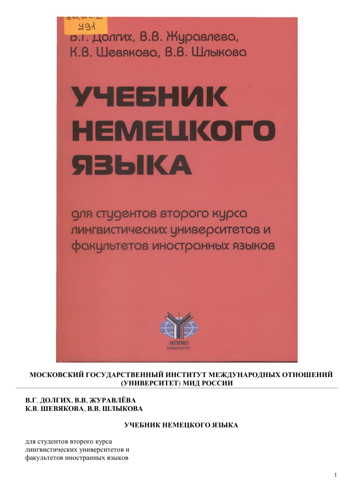 э91
В.Г. Долгих, В.В. Журавлева,
К.В. Шевякова, В.В. Шлыкова
УЧЕБНИК
НЕМЕЦКОГО
ЯЗЫКА
для студентов второго курса
лингвистических университетов и
факультетов иностранных языков
МГИМО
МОСКОВСКИЙ ГОСУДАРСТВЕННЫЙ ИНСТИТУТ МЕЖДУНАРОДНЫХ ОТНОШЕНИЙ
(УНИВЕРСИТЕТ) МИД РОССИИ
В.Г. ДОЛГИХ, В.В. ЖУРАВЛЁВА
К.В. ШЕВЯКОВА, В.В, ШЛЫКОВА
УЧЕБНИК НЕМЕЦКОГО ЯЗЫКА
для студентов второго курса
лингвистических университетов и
факультетов иностранных языков
1